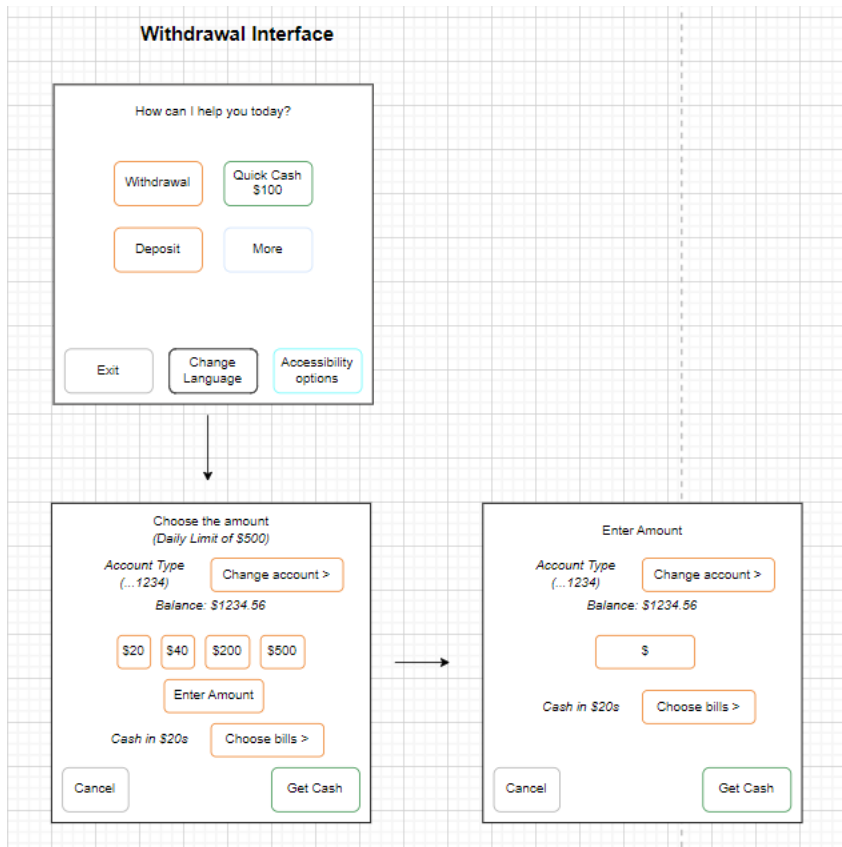 Withdrawal Interface
How can I help you today?
Withdrawal
Quick Cash
$100
Deposit
More
Exit
Change
Language
Accessibility
options
Choose the amount
(Daily Limit of $500)
Account Type
(...1234)
Change account >
Balance: $1234.56
$20
$40
$200
$500
Enter Amount
Cash in $20s
Choose bills >
Cancel
Get Cash
Enter Amount
Account Type
(...1234)
Change account >
Balance: $1234.56
$
Cash in $20s
Choose bills >
Cancel
Get Cash